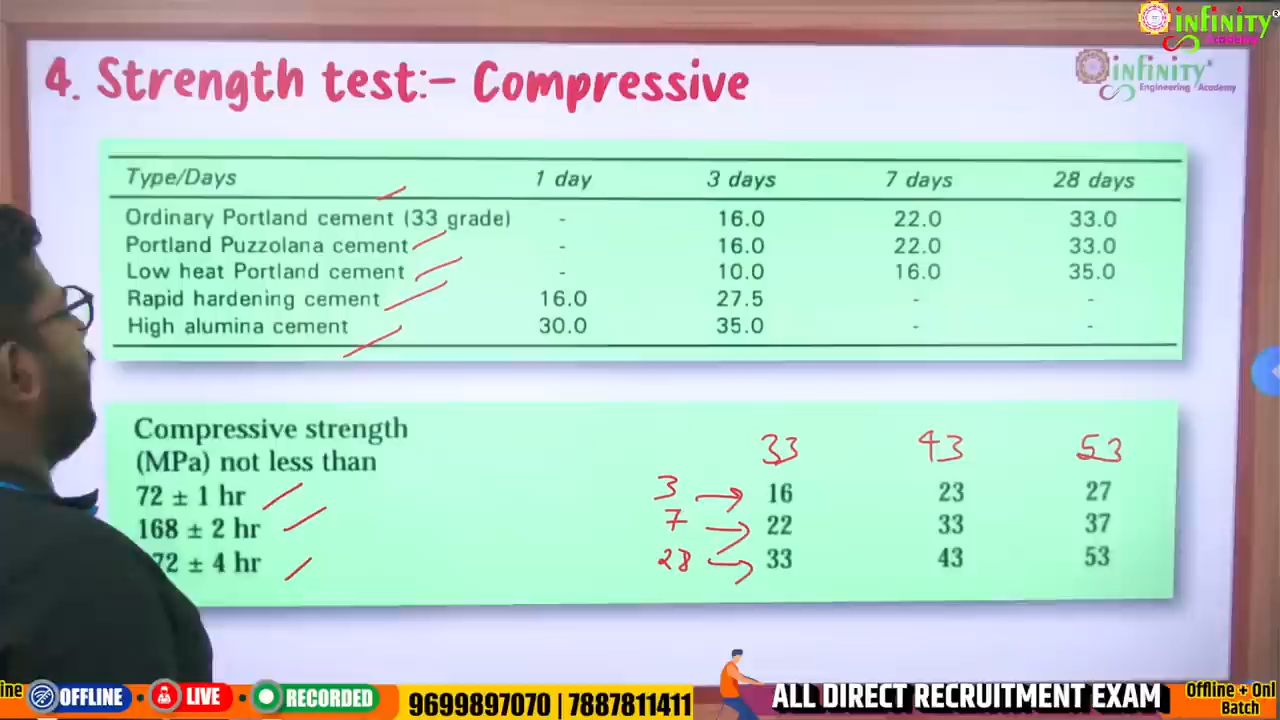 infinity
Academy
4. Strength test:- Compressive
infinity
Engineering Academy
Type/Days 1 day 3 days 7 days 28 days
Ordinary Portland cement (33 grade) - 16.0 22.0 33.0
Portland Puzzolana cement - 16.0 22.0 33.0
Low heat Portland cement - 10.0 16.0 35.0
Rapid hardening cement 16.0 27.5 - -
High alumina cement 30.0 35.0 - -
Compressive strength
(MPa) not less than
33 43 53
72 ± 1 hr 3 → 16 23 27
168 ± 2 hr 7 → 22 33 37
72 ± 4 hr 28 → 33 43 53
ine OFFLINE • LIVE • RECORDED 9699897070 | 7887811411 ALL DIRECT RECRUITMENT EXAM Offline + Onl
Batch